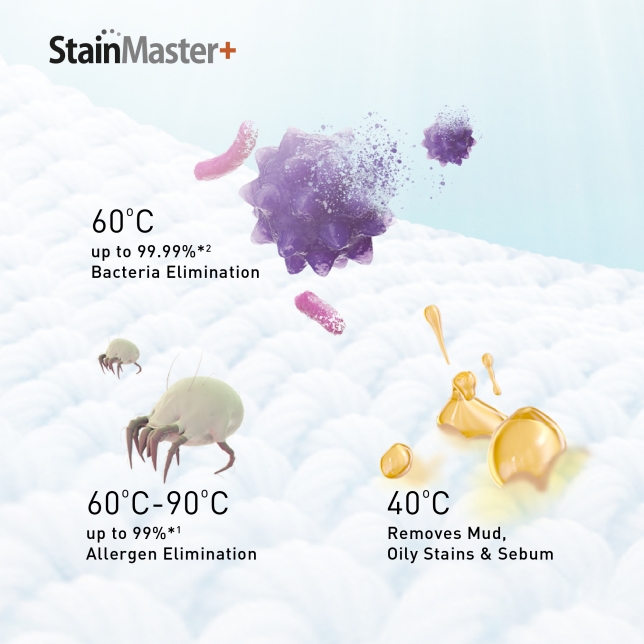 StainMaster+
60°C
up to 99.99%*²
Bacteria Elimination
60°C-90°C
up to 99%*¹
Allergen Elimination
40°C
Removes Mud,
Oily Stains & Sebum